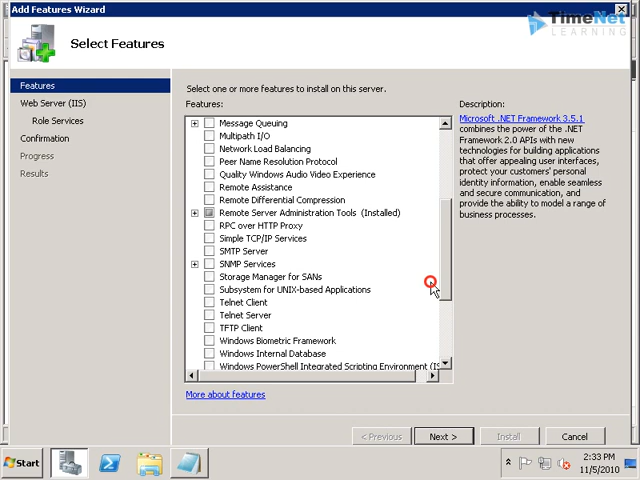 Add Features Wizard
TimeNet
LEARNING
Select Features
Features
Web Server (IIS)
Role Services
Confirmation
Progress
Results
Select one or more features to install on this server.
Features:
Message Queuing
Multipath I/O
Network Load Balancing
Peer Name Resolution Protocol
Quality Windows Audio Video Experience
Remote Assistance
Remote Differential Compression
Remote Server Administration Tools (Installed)
RPC over HTTP Proxy
Simple TCP/IP Services
SMTP Server
SNMP Services
Storage Manager for SANs
Subsystem for UNIX-based Applications
Telnet Client
Telnet Server
TFTP Client
Windows Biometric Framework
Windows Internal Database
Windows PowerShell Integrated Scripting Environment (IS
More about features
Description:
Microsoft .NET Framework 3.5.1
combines the power of the .NET
Framework 2.0 APIs with new
technologies for building applications
that offer appealing user interfaces,
protect your customers' personal
identity information, enable seamless
and secure communication, and
provide the ability to model a range of
business processes.
< Previous
Next >
Install
Cancel
Start
2:33 PM
11/5/2010